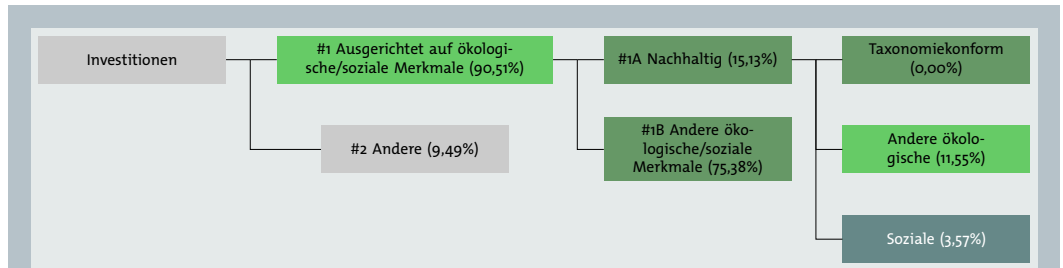 Investitionen
#1 Ausgerichtet auf ökologi-
sche/soziale Merkmale (90,51%)
#1A Nachhaltig (15,13%)
Taxonomiekonform
(0,00%)
#2 Andere (9,49%)
#1B Andere öko-
logische/soziale
Merkmale (75,38%)
Andere ökolo-
gische (11,55%)
Soziale (3,57%)